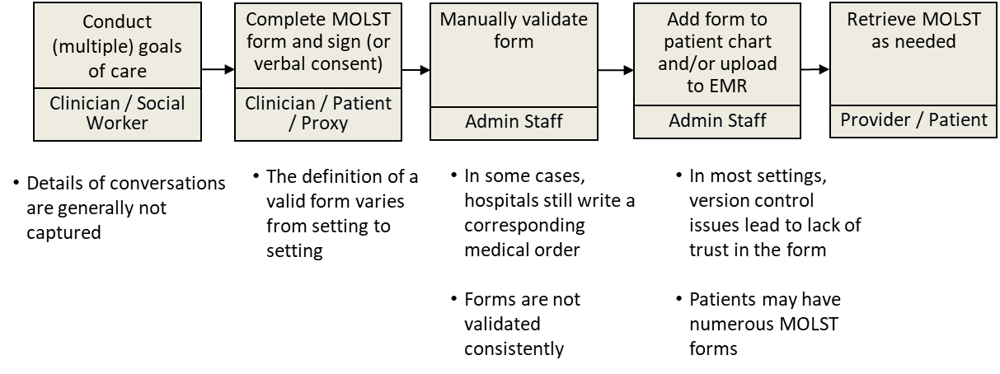 Conduct
(multiple) goals
of care
Clinician / Social
Worker
Complete MOLST
form and sign (or
verbal consent)
Clinician / Patient
/ Proxy
Manually validate
form
Admin Staff
Add form to
patient chart
and/or upload
to EMR
Admin Staff
Retrieve MOLST
as needed
Provider / Patient
• Details of conversations
are generally not
captured
• The definition of a
valid form varies
from setting to
setting
• In some cases,
hospitals still write a
corresponding
medical order
• Forms are not
validated
consistently
• In most settings,
version control
issues lead to lack of
trust in the form
• Patients may have
numerous MOLST
forms